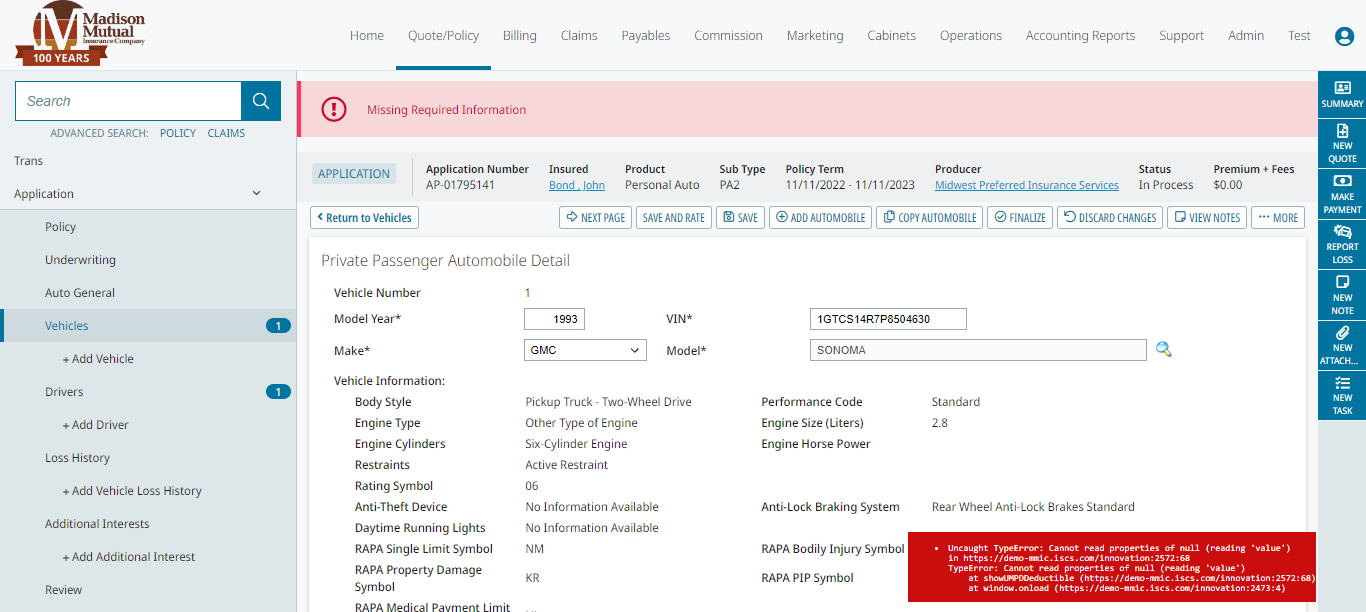 Madison
Mutual
Insurance Company
100 YEARS
Home Quote/Policy Billing Claims Payables Commission Marketing Cabinets Operations Accounting Reports Support Admin Test
Search
ADVANCED SEARCH: POLICY CLAIMS
Trans
Application
Policy
Underwriting
Auto General
Vehicles 1
+ Add Vehicle
Drivers 1
+ Add Driver
Loss History
+ Add Vehicle Loss History
Additional Interests
+ Add Additional Interest
Review
Missing Required Information
APPLICATION
Application Number Insured Product Sub Type Policy Term Producer Status Premium + Fees
AP-01795141 Bond , John Personal Auto PA2 11/11/2022 - 11/11/2023 Midwest Preferred Insurance Services In Process $0.00
Return to Vehicles NEXT PAGE SAVE AND RATE SAVE ADD AUTOMOBILE COPY AUTOMOBILE FINALIZE DISCARD CHANGES VIEW NOTES ··· MORE
Private Passenger Automobile Detail
Vehicle Number 1
Model Year* 1993 VIN* 1GTCS14R7P8504630
Make* GMC Model* SONOMA
Vehicle Information:
Body Style Pickup Truck - Two-Wheel Drive Performance Code Standard
Engine Type Other Type of Engine Engine Size (Liters) 2.8
Engine Cylinders Six-Cylinder Engine Engine Horse Power
Restraints Active Restraint
Rating Symbol 06
Anti-Theft Device No Information Available Anti-Lock Braking System Rear Wheel Anti-Lock Brakes Standard
Daytime Running Lights No Information Available
RAPA Single Limit Symbol NM RAPA Bodily Injury Symbol
RAPA Property Damage
Symbol KR RAPA PIP Symbol
RAPA Medical Payment Limit
• Uncaught TypeError: Cannot read properties of null (reading 'value')
in https://demo-mmic.iscs.com/innovation:2572:68
TypeError: Cannot read properties of null (reading 'value')
at showUMPDDeductible (https://demo-mmic.iscs.com/innovation:2572:68)
at window.onload (https://demo-mmic.iscs.com/innovation:2473:4)
SUMMARY
NEW
QUOTE
MAKE
PAYMENT
REPORT
LOSS
NEW
NOTE
NEW
ATTACH...
NEW
TASK